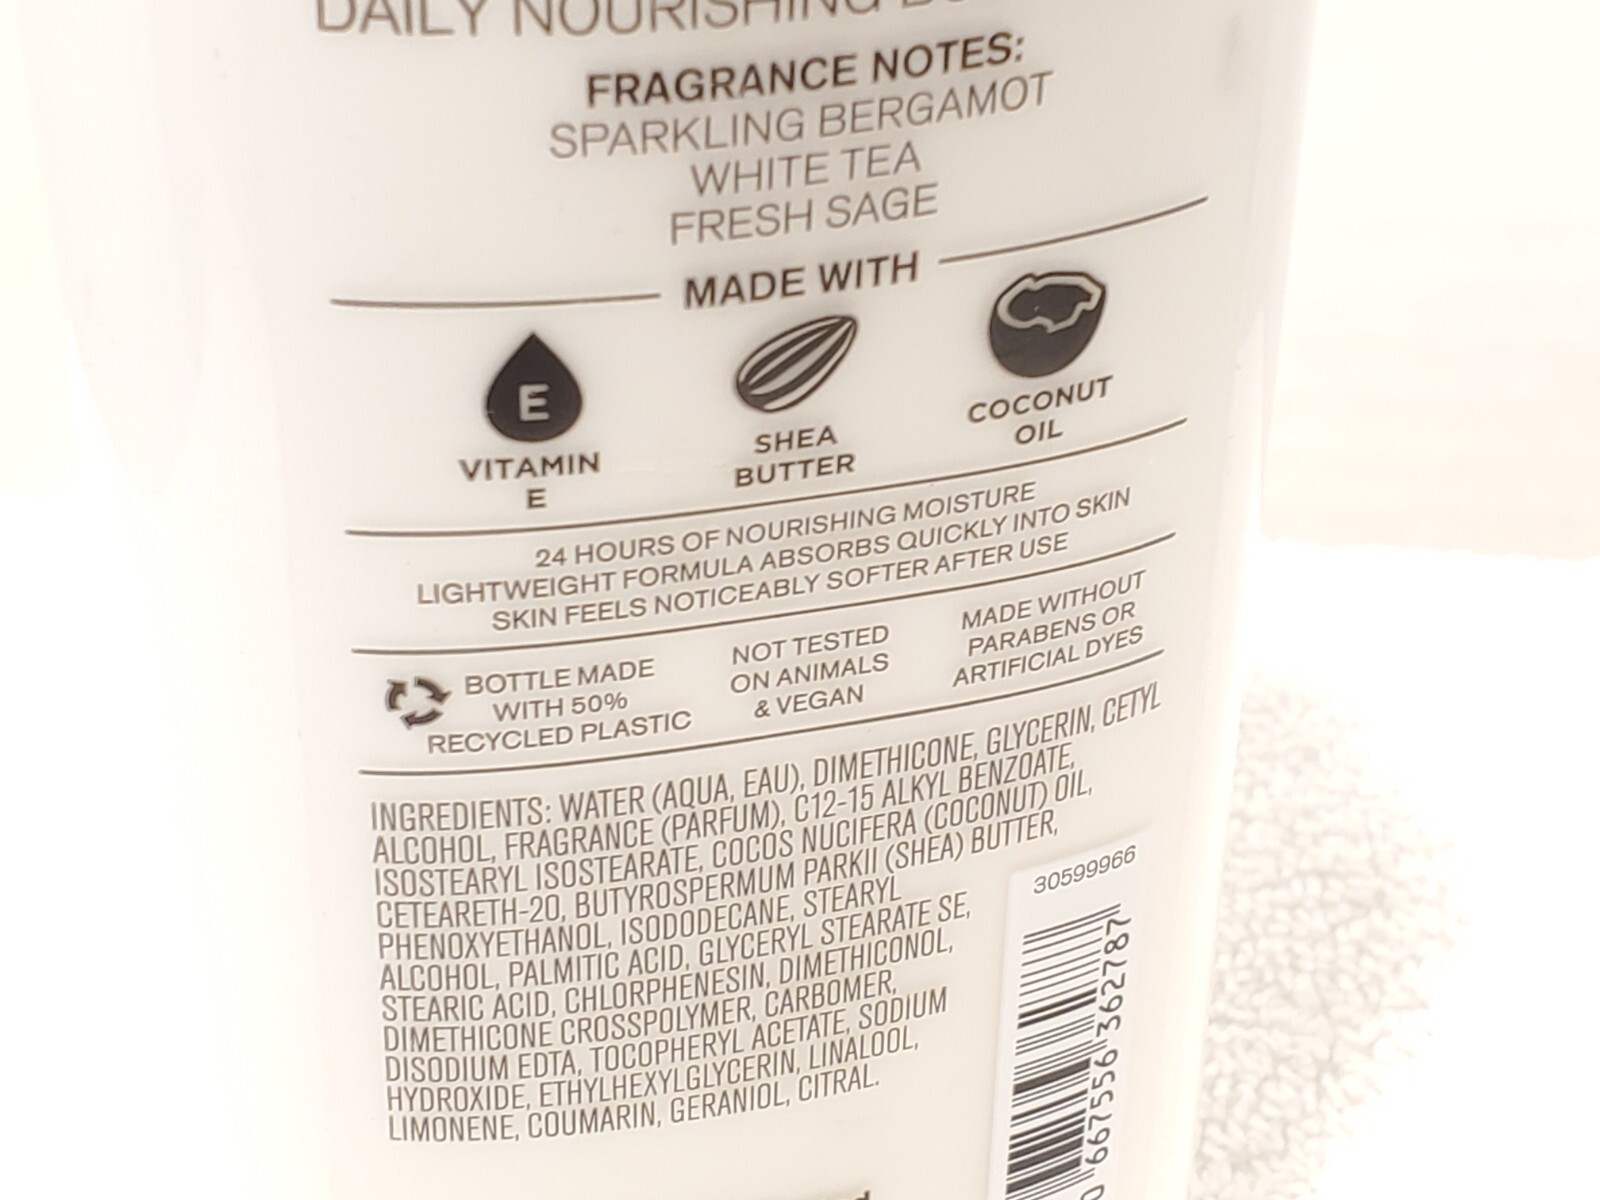 DAILY NOURISHING
FRAGRANCE NOTES:
SPARKLING BERGAMOT
WHITE TEA
FRESH SAGE
MADE WITH
E
VITAMIN
E
SHEA
BUTTER
COCONUT
OIL
24 HOURS OF NOURISHING MOISTURE
LIGHTWEIGHT FORMULA ABSORBS QUICKLY INTO SKIN
SKIN FEELS NOTICEABLY SOFTER AFTER USE
BOTTLE MADE
WITH 50%
RECYCLED PLASTIC
NOT TESTED
ON ANIMALS
& VEGAN
MADE WITHOUT
PARABENS OR
ARTIFICIAL DYES
INGREDIENTS: WATER (AQUA, EAU), DIMETHICONE, GLYCERIN, CETYL
ALCOHOL, FRAGRANCE (PARFUM), C12-15 ALKYL BENZOATE,
ISOSTEARYL ISOSTEARATE, COCOS NUCIFERA (COCONUT) OIL,
CETEARETH-20, BUTYROSPERMUM PARKII (SHEA) BUTTER,
PHENOXYETHANOL, ISODODECANE, STEARYL
ALCOHOL, PALMITIC ACID, GLYCERYL STEARATE SE,
STEARIC ACID, CHLORPHENESIN, DIMETHICONOL,
DIMETHICONE CROSSPOLYMER, CARBOMER,
DISODIUM EDTA, TOCOPHERYL ACETATE, SODIUM
HYDROXIDE, ETHYLHEXYLGLYCERIN, LINALOOL,
LIMONENE, COUMARIN, GERANIOL, CITRAL.
30599966
0 667556 362787